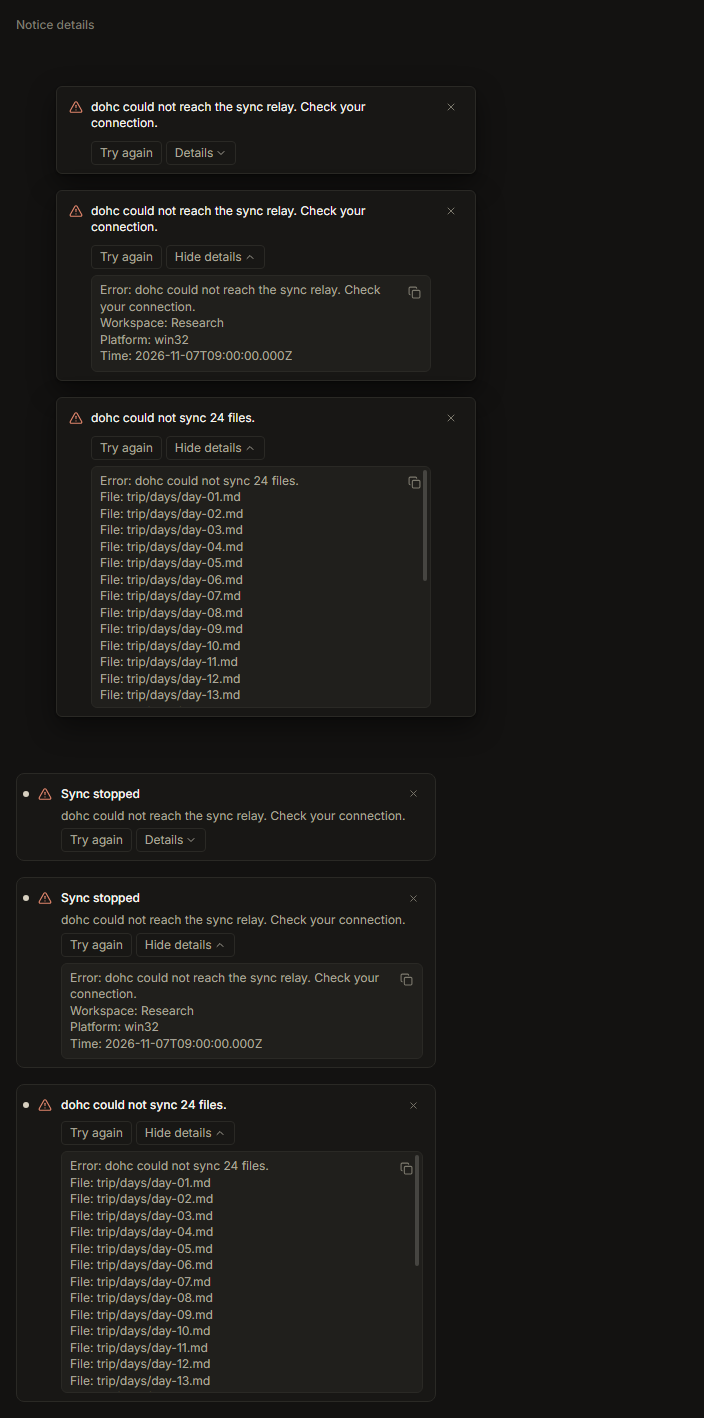 Notice details
dohc could not reach the sync relay. Check your
connection.
Try again
Details
dohc could not reach the sync relay. Check your
connection.
Try again
Hide details
Error: dohc could not reach the sync relay. Check
your connection.
Workspace: Research
Platform: win32
Time: 2026-11-07T09:00:00.000Z
dohc could not sync 24 files.
Try again
Hide details
Error: dohc could not sync 24 files.
File: trip/days/day-01.md
File: trip/days/day-02.md
File: trip/days/day-03.md
File: trip/days/day-04.md
File: trip/days/day-05.md
File: trip/days/day-06.md
File: trip/days/day-07.md
File: trip/days/day-08.md
File: trip/days/day-09.md
File: trip/days/day-10.md
File: trip/days/day-11.md
File: trip/days/day-12.md
File: trip/days/day-13.md
Sync stopped
dohc could not reach the sync relay. Check your connection.
Try again
Details
Sync stopped
dohc could not reach the sync relay. Check your connection.
Try again
Hide details
Error: dohc could not reach the sync relay. Check your
connection.
Workspace: Research
Platform: win32
Time: 2026-11-07T09:00:00.000Z
dohc could not sync 24 files.
Try again
Hide details
Error: dohc could not sync 24 files.
File: trip/days/day-01.md
File: trip/days/day-02.md
File: trip/days/day-03.md
File: trip/days/day-04.md
File: trip/days/day-05.md
File: trip/days/day-06.md
File: trip/days/day-07.md
File: trip/days/day-08.md
File: trip/days/day-09.md
File: trip/days/day-10.md
File: trip/days/day-11.md
File: trip/days/day-12.md
File: trip/days/day-13.md